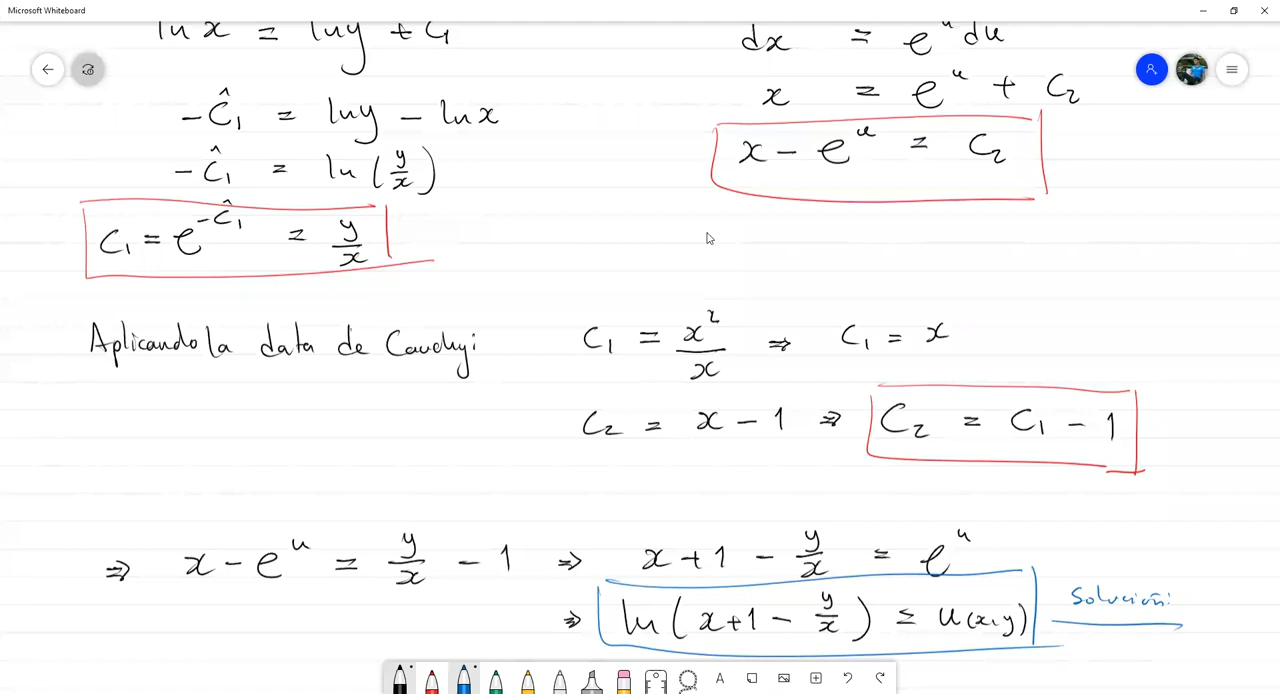 Microsoft Whiteboard
ln x = ln y + C₁
-Ĉ₁ = ln y - ln x
-Ĉ₁ = ln(y/x)
C₁ = e^(-Ĉ₁) = y/x
dx = e^u du
x = e^u + C₂
x - e^u = C₂
Aplicando la data de Cauchy:
C₁ = x²/x ⇒ C₁ = x
C₂ = x - 1 ⇒ C₂ = C₁ - 1
⇒ x - e^u = y/x - 1 ⇒ x + 1 - y/x = e^u
⇒ ln(x + 1 - y/x) = u(x,y) Solución:
A